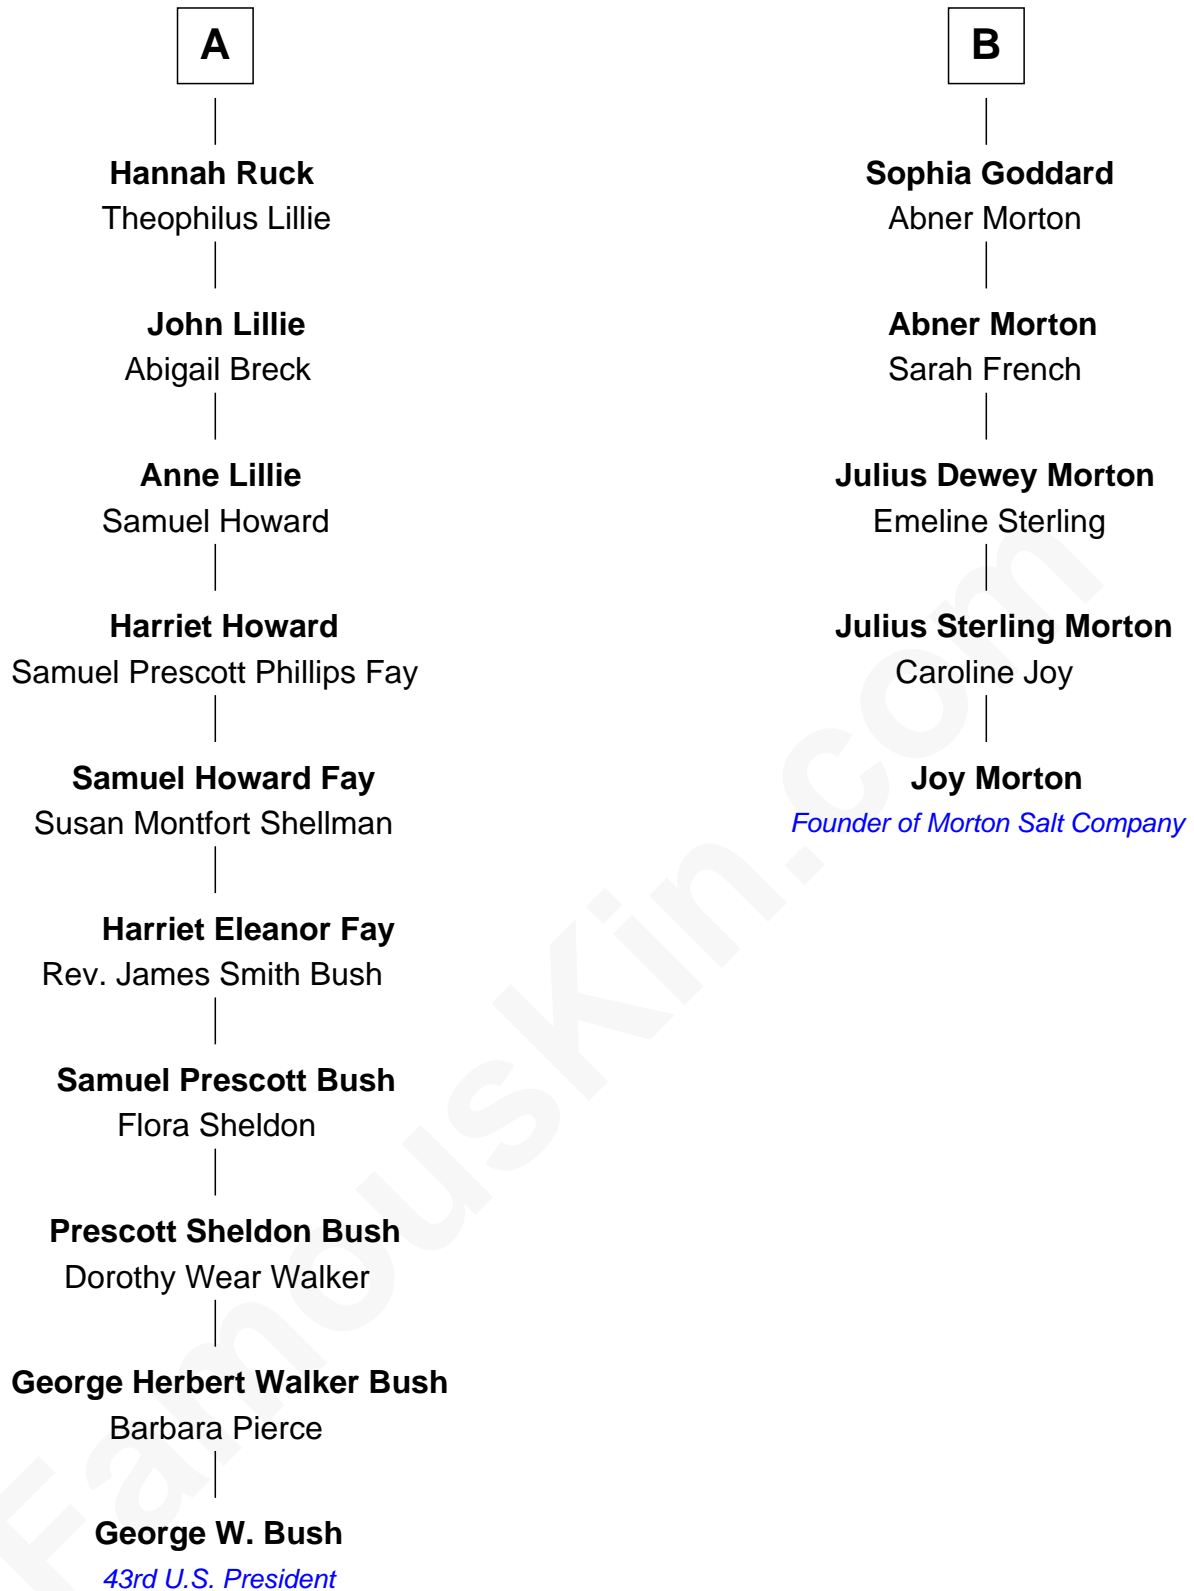 A
Hannah Ruck
Theophilus Lillie
John Lillie
Abigail Breck
Anne Lillie
Samuel Howard
Harriet Howard
Samuel Prescott Phillips Fay
Samuel Howard Fay
Susan Montfort Shellman
Harriet Eleanor Fay
Rev. James Smith Bush
Samuel Prescott Bush
Flora Sheldon
Prescott Sheldon Bush
Dorothy Wear Walker
George Herbert Walker Bush
Barbara Pierce
George W. Bush
43rd U.S. President
B
Sophia Goddard
Abner Morton
Abner Morton
Sarah French
Julius Dewey Morton
Emeline Sterling
Julius Sterling Morton
Caroline Joy
Joy Morton
Founder of Morton Salt Company
FamousKin.com